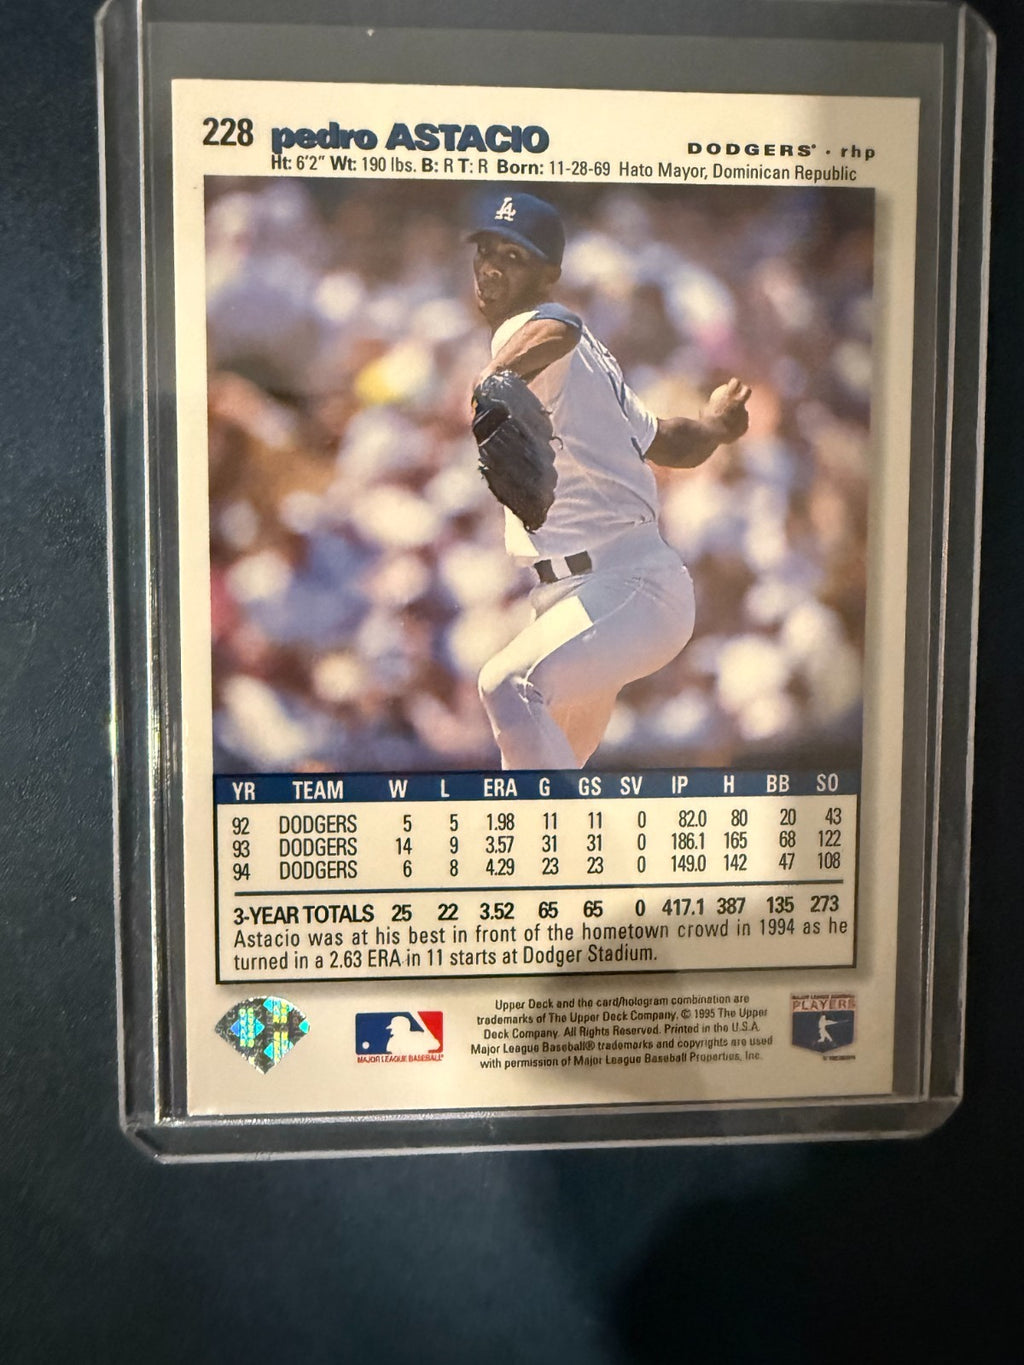 228 pedro ASTACIO DODGERS • rhp
Ht: 6'2" Wt: 190 lbs. B: R T: R Born: 11-28-69 Hato Mayor, Dominican Republic
LA
YR TEAM W L ERA G GS SV IP H BB SO
92 DODGERS 5 5 1.98 11 11 0 82.0 80 20 43
93 DODGERS 14 9 3.57 31 31 0 186.1 165 68 122
94 DODGERS 6 8 4.29 23 23 0 149.0 142 47 108
3-YEAR TOTALS 25 22 3.52 65 65 0 417.1 387 135 273
Astacio was at his best in front of the hometown crowd in 1994 as he
turned in a 2.63 ERA in 11 starts at Dodger Stadium.
Upper Deck and the card/hologram combination are
trademarks of The Upper Deck Company. © 1995 The Upper
Deck Company. All Rights Reserved. Printed in the U.S.A.
Major League Baseball® trademarks and copyrights are used
with permission of Major League Baseball Properties, Inc.
MAJOR LEAGUE BASEBALL
MAJOR LEAGUE BASEBALL
PLAYERS